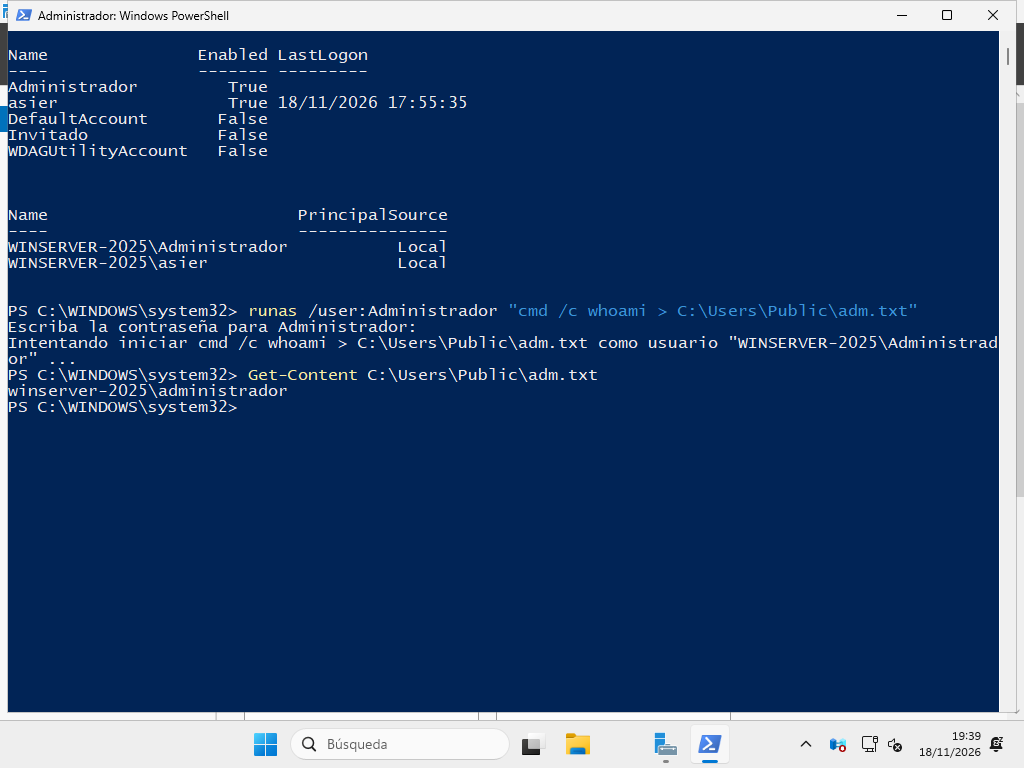 Administrador: Windows PowerShell
Name Enabled LastLogon
---- ------- ---------
Administrador True
asier True 18/11/2026 17:55:35
DefaultAccount False
Invitado False
WDAGUtilityAccount False
Name PrincipalSource
---- ---------------
WINSERVER-2025\Administrador Local
WINSERVER-2025\asier Local
PS C:\WINDOWS\system32> runas /user:Administrador "cmd /c whoami > C:\Users\Public\adm.txt"
Escriba la contraseña para Administrador:
Intentando iniciar cmd /c whoami > C:\Users\Public\adm.txt como usuario "WINSERVER-2025\Administrad
or" ...
PS C:\WINDOWS\system32> Get-Content C:\Users\Public\adm.txt
winserver-2025\administrador
PS C:\WINDOWS\system32>
Búsqueda
19:39
18/11/2026